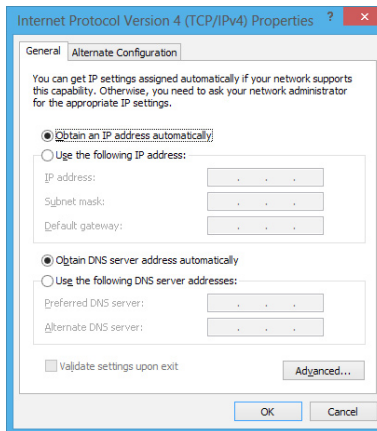 Internet Protocol Version 4 (TCP/IPv4) Properties ? ×
General Alternate Configuration
You can get IP settings assigned automatically if your network supports
this capability. Otherwise, you need to ask your network administrator
for the appropriate IP settings.
Obtain an IP address automatically
Use the following IP address:
IP address:
Subnet mask:
Default gateway:
Obtain DNS server address automatically
Use the following DNS server addresses:
Preferred DNS server:
Alternate DNS server:
Validate settings upon exit
Advanced...
OK Cancel